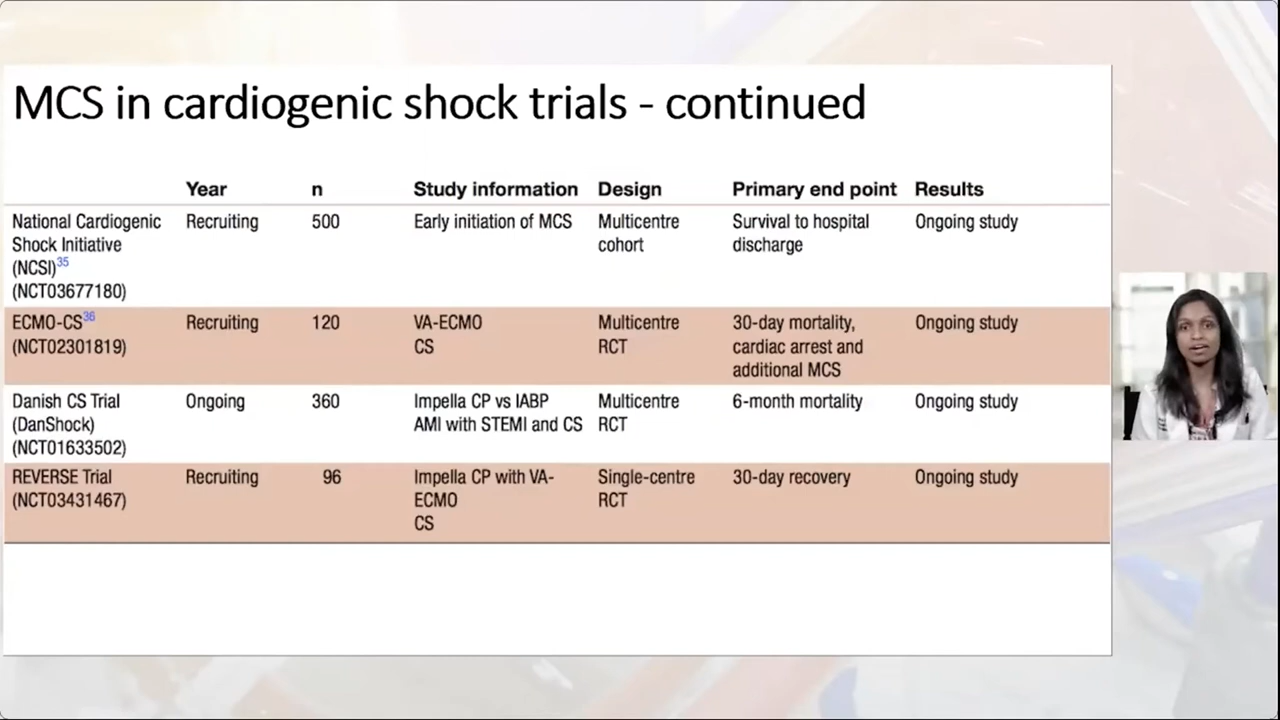 MCS in cardiogenic shock trials - continued
Year n Study information Design Primary end point Results
National Cardiogenic Recruiting 500 Early initiation of MCS Multicentre Survival to hospital Ongoing study
Shock Initiative cohort discharge
(NCSI)35
(NCT03677180)
ECMO-CS36 Recruiting 120 VA-ECMO Multicentre 30-day mortality, Ongoing study
(NCT02301819) CS RCT cardiac arrest and
additional MCS
Danish CS Trial Ongoing 360 Impella CP vs IABP Multicentre 6-month mortality Ongoing study
(DanShock) AMI with STEMI and CS RCT
(NCT01633502)
REVERSE Trial Recruiting 96 Impella CP with VA- Single-centre 30-day recovery Ongoing study
(NCT03431467) ECMO RCT
CS